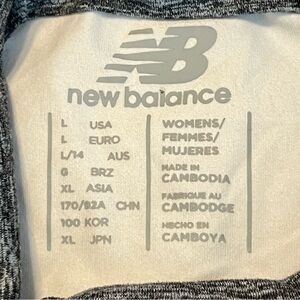 NB
new balance
L USA
L EURO
L/14 AUS
G BRZ
XL ASIA
170/92A CHN
100 KOR
XL JPN
WOMENS/
FEMMES/
MUJERES
MADE IN
CAMBODIA
FABRIQUE AU
CAMBODGE
HECHO EN
CAMBOYA